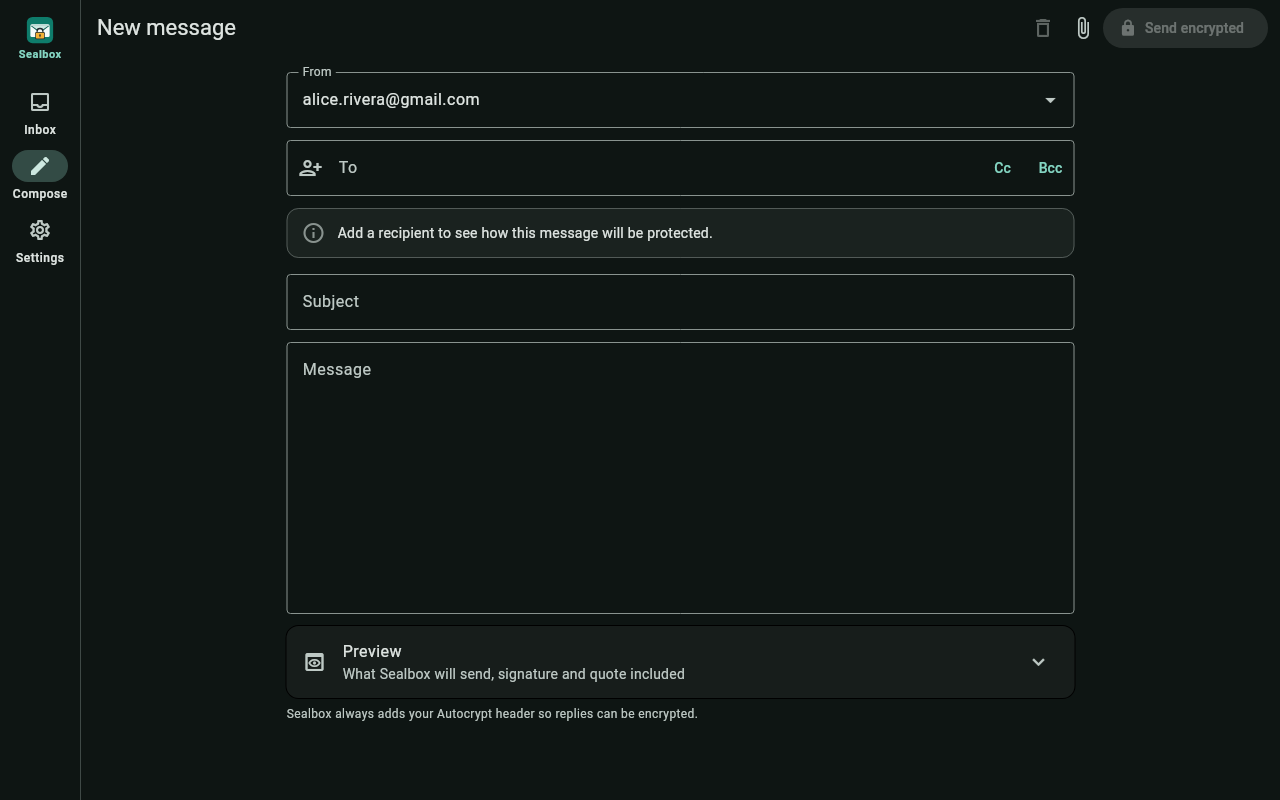 Sealbox
Inbox
Compose
Settings
New message
Send encrypted
From
alice.rivera@gmail.com
To
Cc
Bcc
Add a recipient to see how this message will be protected.
Subject
Message
Preview
What Sealbox will send, signature and quote included
Sealbox always adds your Autocrypt header so replies can be encrypted.